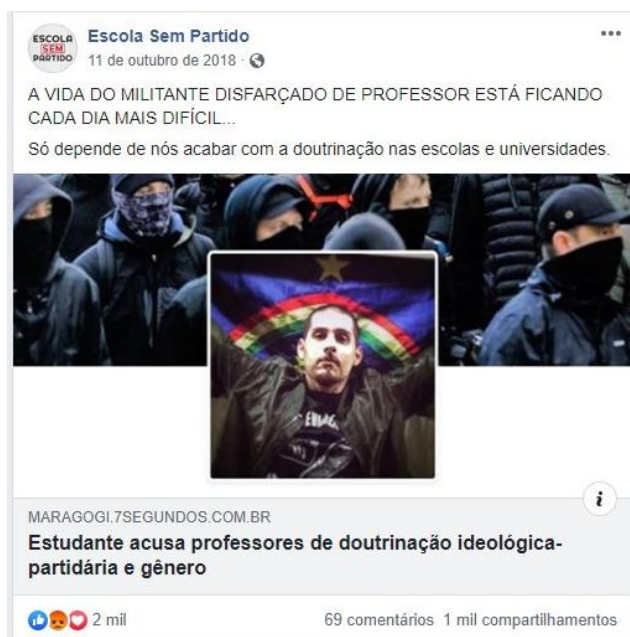 ESCOLA
SEM
PARTIDO
Escola Sem Partido
11 de outubro de 2018 ·
A VIDA DO MILITANTE DISFARÇADO DE PROFESSOR ESTÁ FICANDO
CADA DIA MAIS DIFÍCIL...
Só depende de nós acabar com a doutrinação nas escolas e universidades.
i
MARAGOGI.7SEGUNDOS.COM.BR
Estudante acusa professores de doutrinação ideológica-
partidária e gênero
2 mil
69 comentários 1 mil compartilhamentos